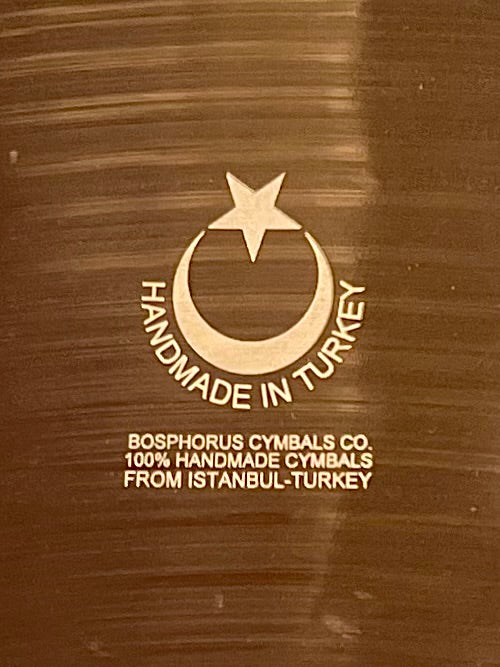 HANDMADE IN TURKEY
BOSPHORUS CYMBALS CO.
100% HANDMADE CYMBALS
FROM ISTANBUL-TURKEY